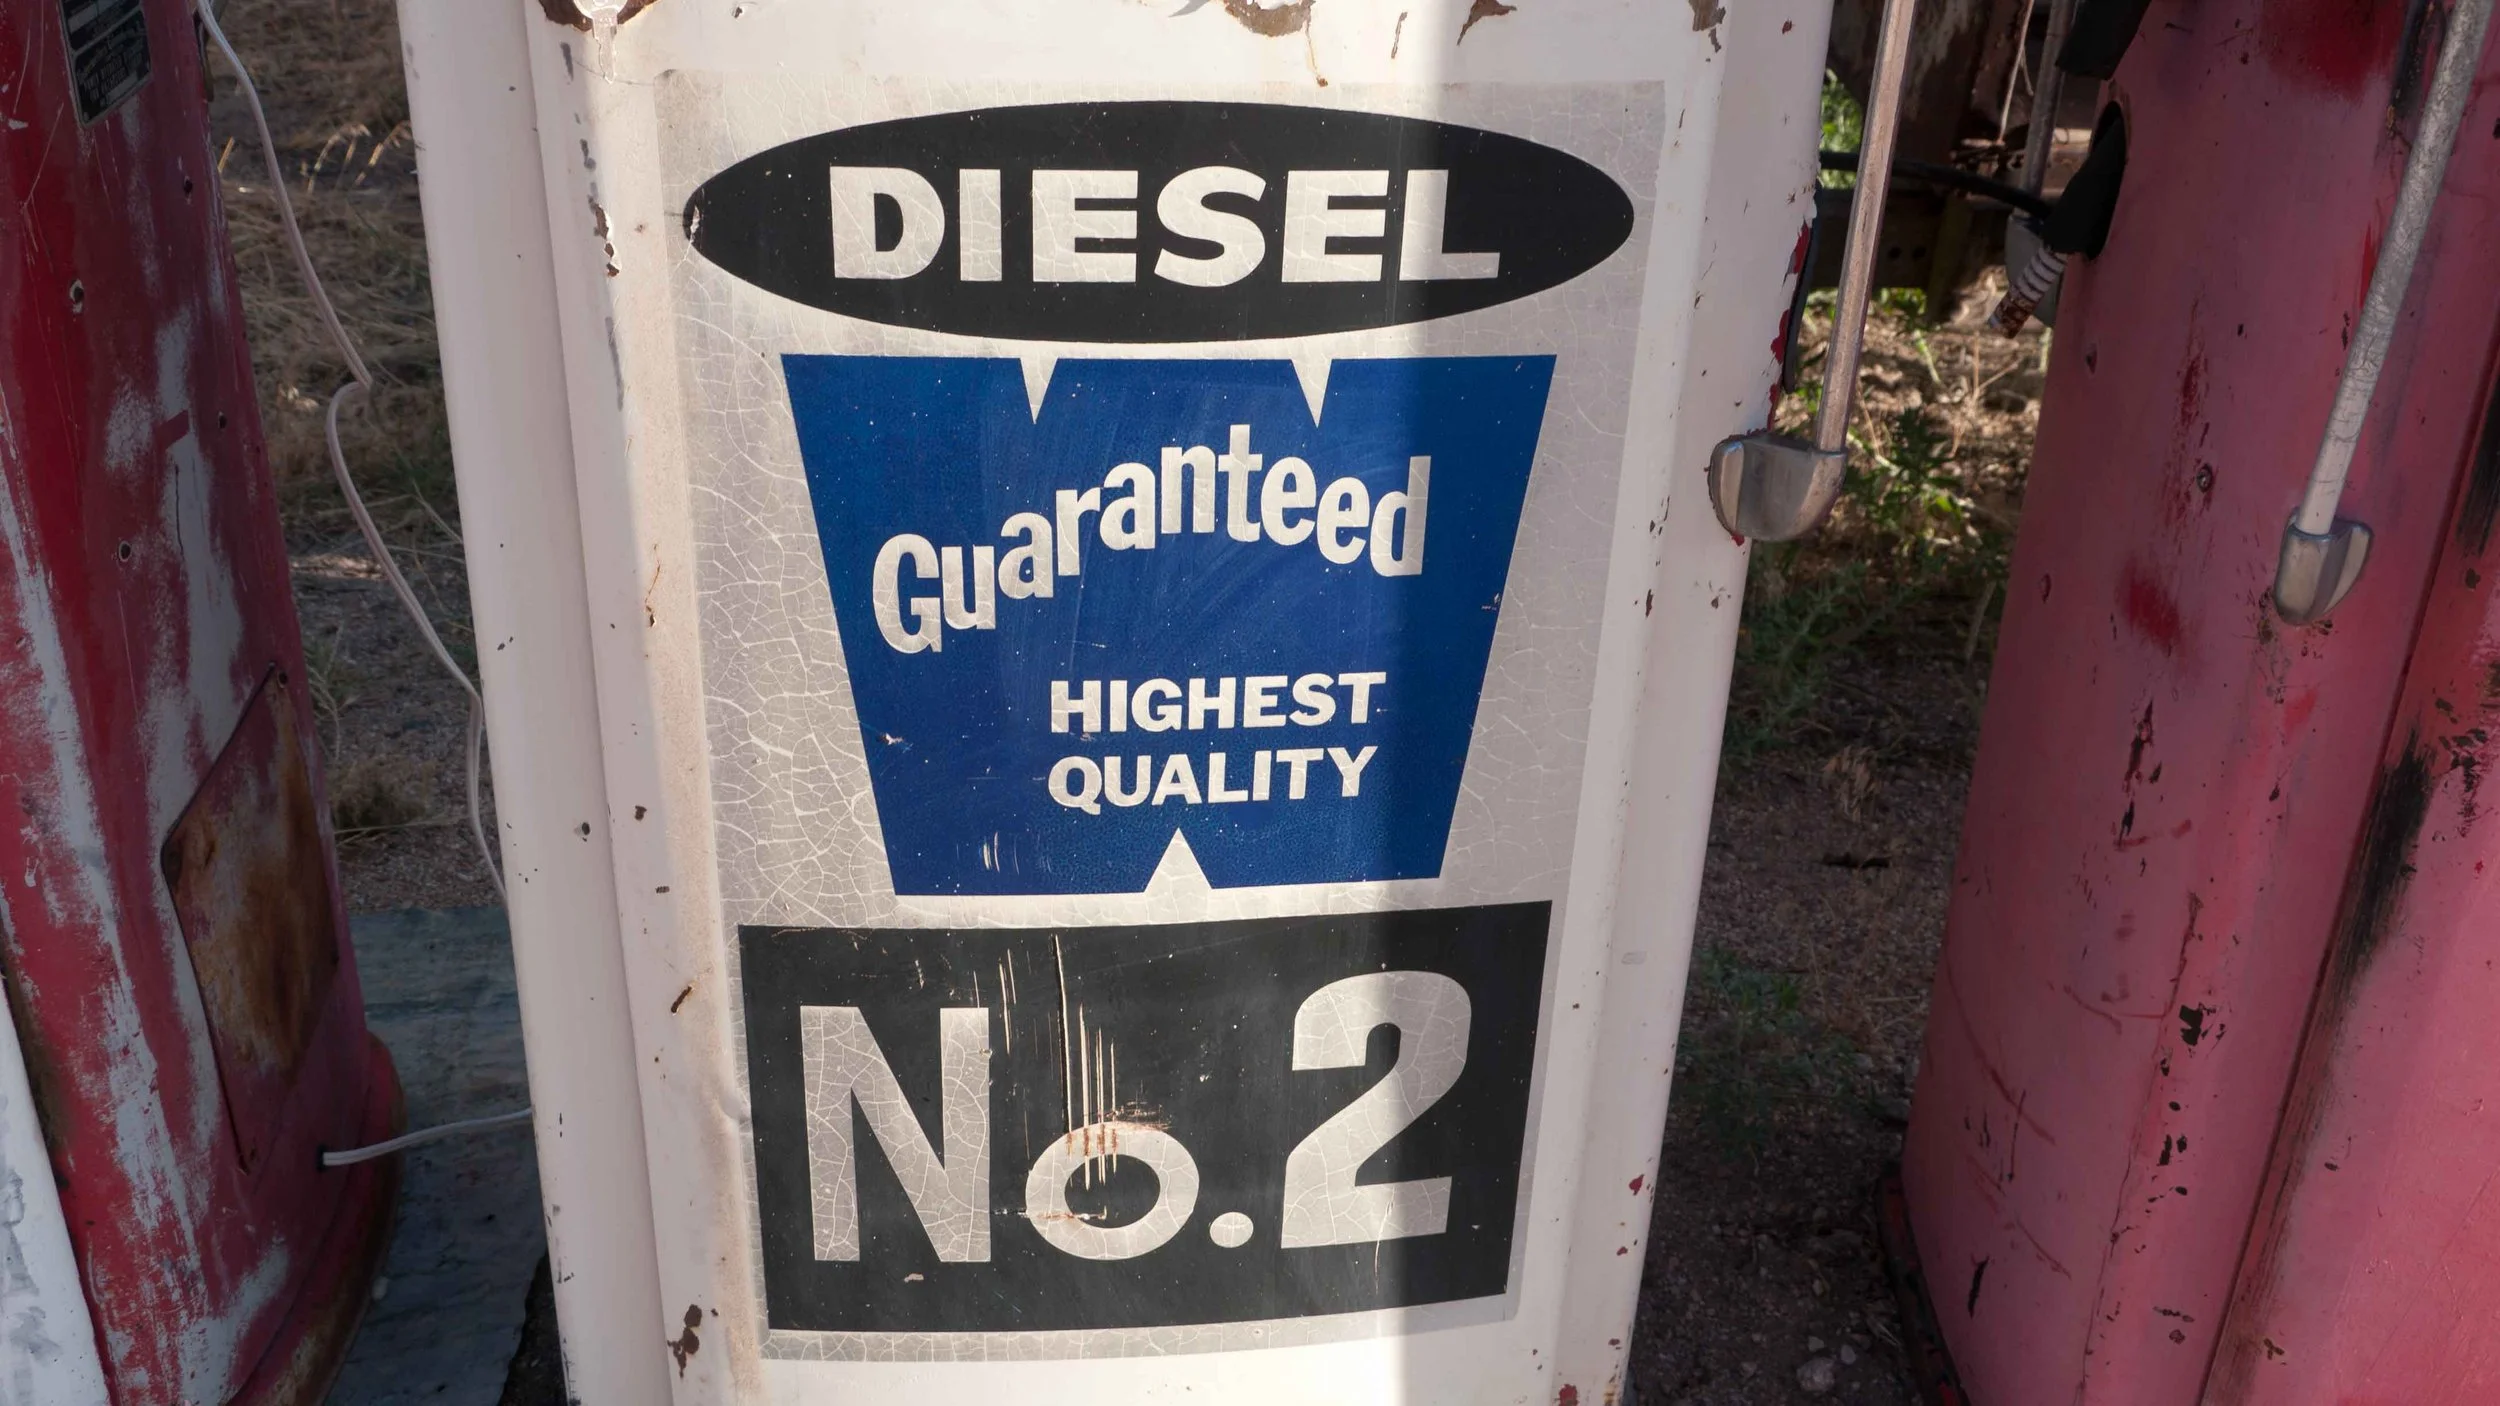 DIESEL
Guaranteed
HIGHEST
QUALITY
No.2